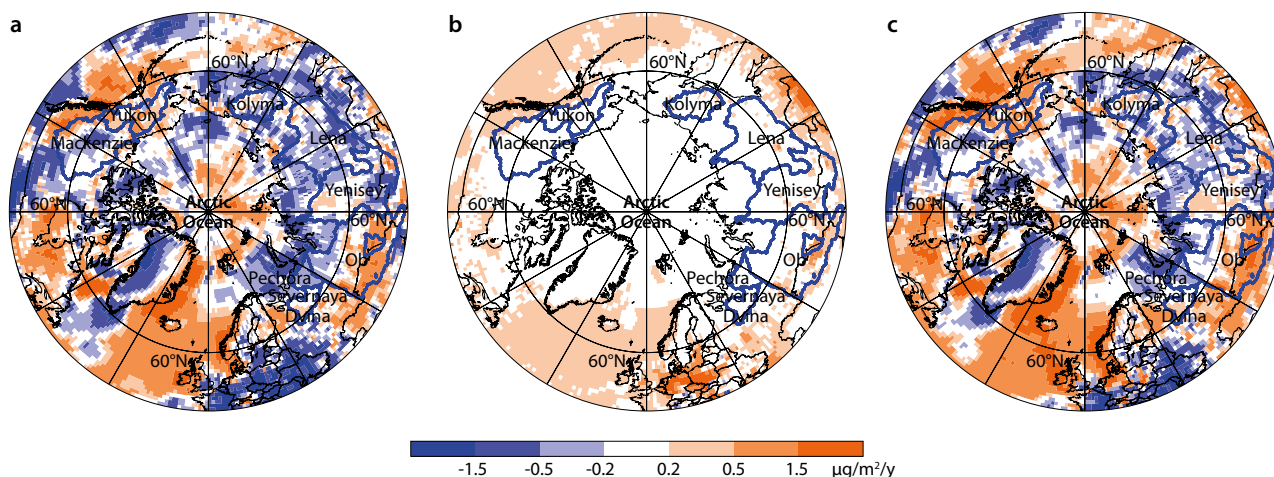 a
60°N
Kolyma
Yukon
Lena
Mackenzie
Yenisey
60°N
Arctic
60°N
Ocean
Ob
Pechora
Severnaya
Dvina
60°N
b
60°N
Kolyma
Yukon
Lena
Mackenzie
Yenisey
60°N
Arctic
60°N
Ocean
Ob
Pechora
Severnaya
Dvina
60°N
c
60°N
Kolyma
Yukon
Lena
Mackenzie
Yenisey
60°N
Arctic
60°N
Ocean
Ob
Pechora
Severnaya
Dvina
60°N
-1.5 -0.5 -0.2 0.2 0.5 1.5 µg/m²/y